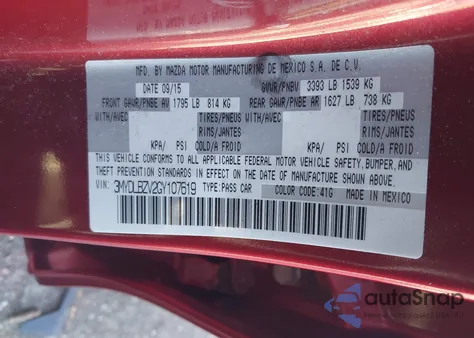 MFD. BY MAZDA MOTOR MANUFACTURING DE MEXICO S.A. DE C.V.
DATE 09/15 GVWR/PNBV 3393 LB 1539 KG
FRONT GAWR/PNBE AV 1795 LB 814 KG REAR GAWR/PNBE AR 1627 LB 738 KG
WITH/AVEC TIRES/PNEUS WITH/AVEC TIRES/PNEUS
RIMS/JANTES RIMS/JANTES
KPA/ PSI COLD/A FROID KPA/ PSI COLD/A FROID
THIS VEHICLE CONFORMS TO ALL APPLICABLE FEDERAL MOTOR VEHICLE SAFETY, BUMPER, AND
THEFT PREVENTION STANDARDS IN EFFECT ON THE DATE OF MANUFACTURE SHOWN ABOVE.
VIN: 3MYDLBZV2GY107619 TYPE: PASS CAR COLOR CODE: 41G MADE IN MEXICO
autaSnap